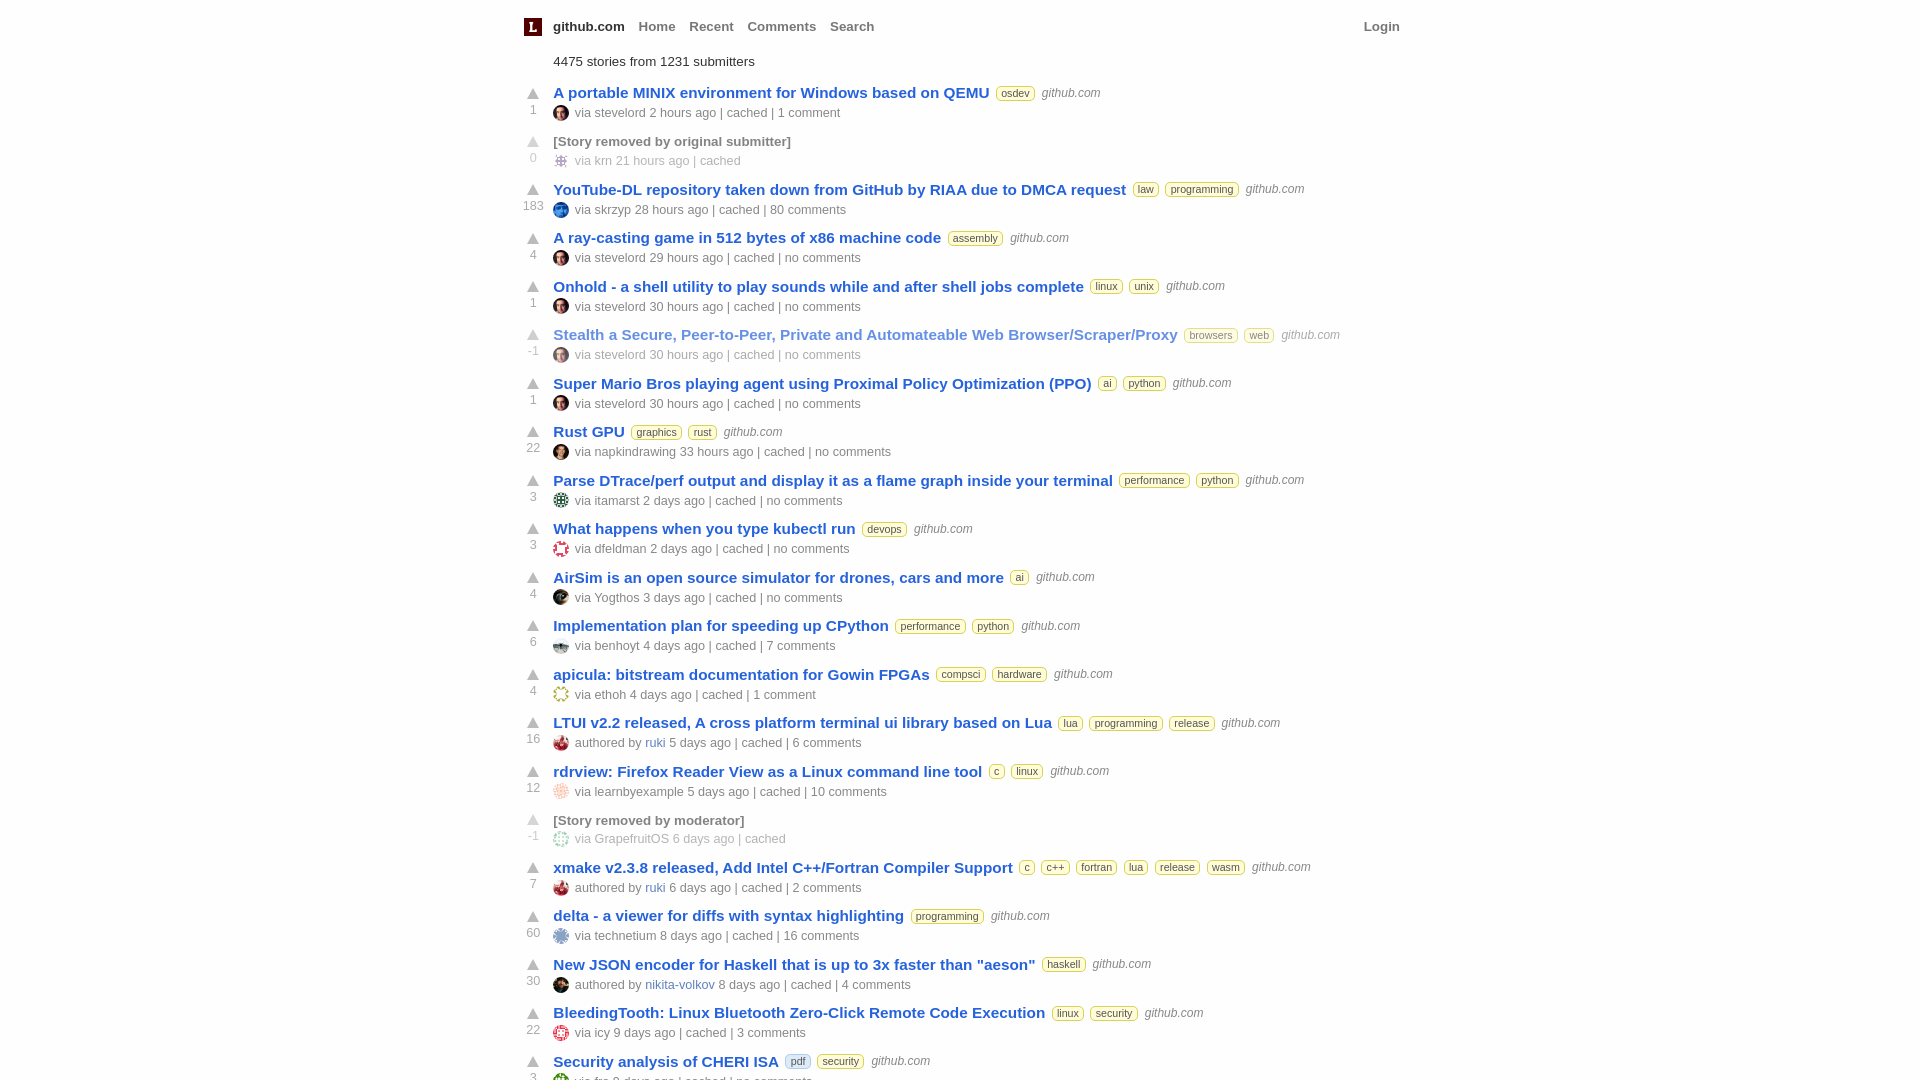 L github.com Home Recent Comments Search Login
4475 stories from 1231 submitters
A portable MINIX environment for Windows based on QEMU osdev github.com
1 via stevelord 2 hours ago | cached | 1 comment
[Story removed by original submitter]
0 via krn 21 hours ago | cached
YouTube-DL repository taken down from GitHub by RIAA due to DMCA request law programming github.com
183 via skrzyp 28 hours ago | cached | 80 comments
A ray-casting game in 512 bytes of x86 machine code assembly github.com
4 via stevelord 29 hours ago | cached | no comments
Onhold - a shell utility to play sounds while and after shell jobs complete linux unix github.com
1 via stevelord 30 hours ago | cached | no comments
Stealth a Secure, Peer-to-Peer, Private and Automateable Web Browser/Scraper/Proxy browsers web github.com
-1 via stevelord 30 hours ago | cached | no comments
Super Mario Bros playing agent using Proximal Policy Optimization (PPO) ai python github.com
1 via stevelord 30 hours ago | cached | no comments
Rust GPU graphics rust github.com
22 via napkindrawing 33 hours ago | cached | no comments
Parse DTrace/perf output and display it as a flame graph inside your terminal performance python github.com
3 via itamarst 2 days ago | cached | no comments
What happens when you type kubectl run devops github.com
3 via dfeldman 2 days ago | cached | no comments
AirSim is an open source simulator for drones, cars and more ai github.com
4 via Yogthos 3 days ago | cached | no comments
Implementation plan for speeding up CPython performance python github.com
6 via benhoyt 4 days ago | cached | 7 comments
apicula: bitstream documentation for Gowin FPGAs compsci hardware github.com
4 via ethoh 4 days ago | cached | 1 comment
LTUI v2.2 released, A cross platform terminal ui library based on Lua lua programming release github.com
16 authored by ruki 5 days ago | cached | 6 comments
rdrview: Firefox Reader View as a Linux command line tool c linux github.com
12 via learnbyexample 5 days ago | cached | 10 comments
[Story removed by moderator]
-1 via GrapefruitOS 6 days ago | cached
xmake v2.3.8 released, Add Intel C++/Fortran Compiler Support c c++ fortran lua release wasm github.com
7 authored by ruki 6 days ago | cached | 2 comments
delta - a viewer for diffs with syntax highlighting programming github.com
60 via technetium 8 days ago | cached | 16 comments
New JSON encoder for Haskell that is up to 3x faster than "aeson" haskell github.com
30 authored by nikita-volkov 8 days ago | cached | 4 comments
BleedingTooth: Linux Bluetooth Zero-Click Remote Code Execution linux security github.com
22 via icy 9 days ago | cached | 3 comments
Security analysis of CHERI ISA pdf security github.com
3